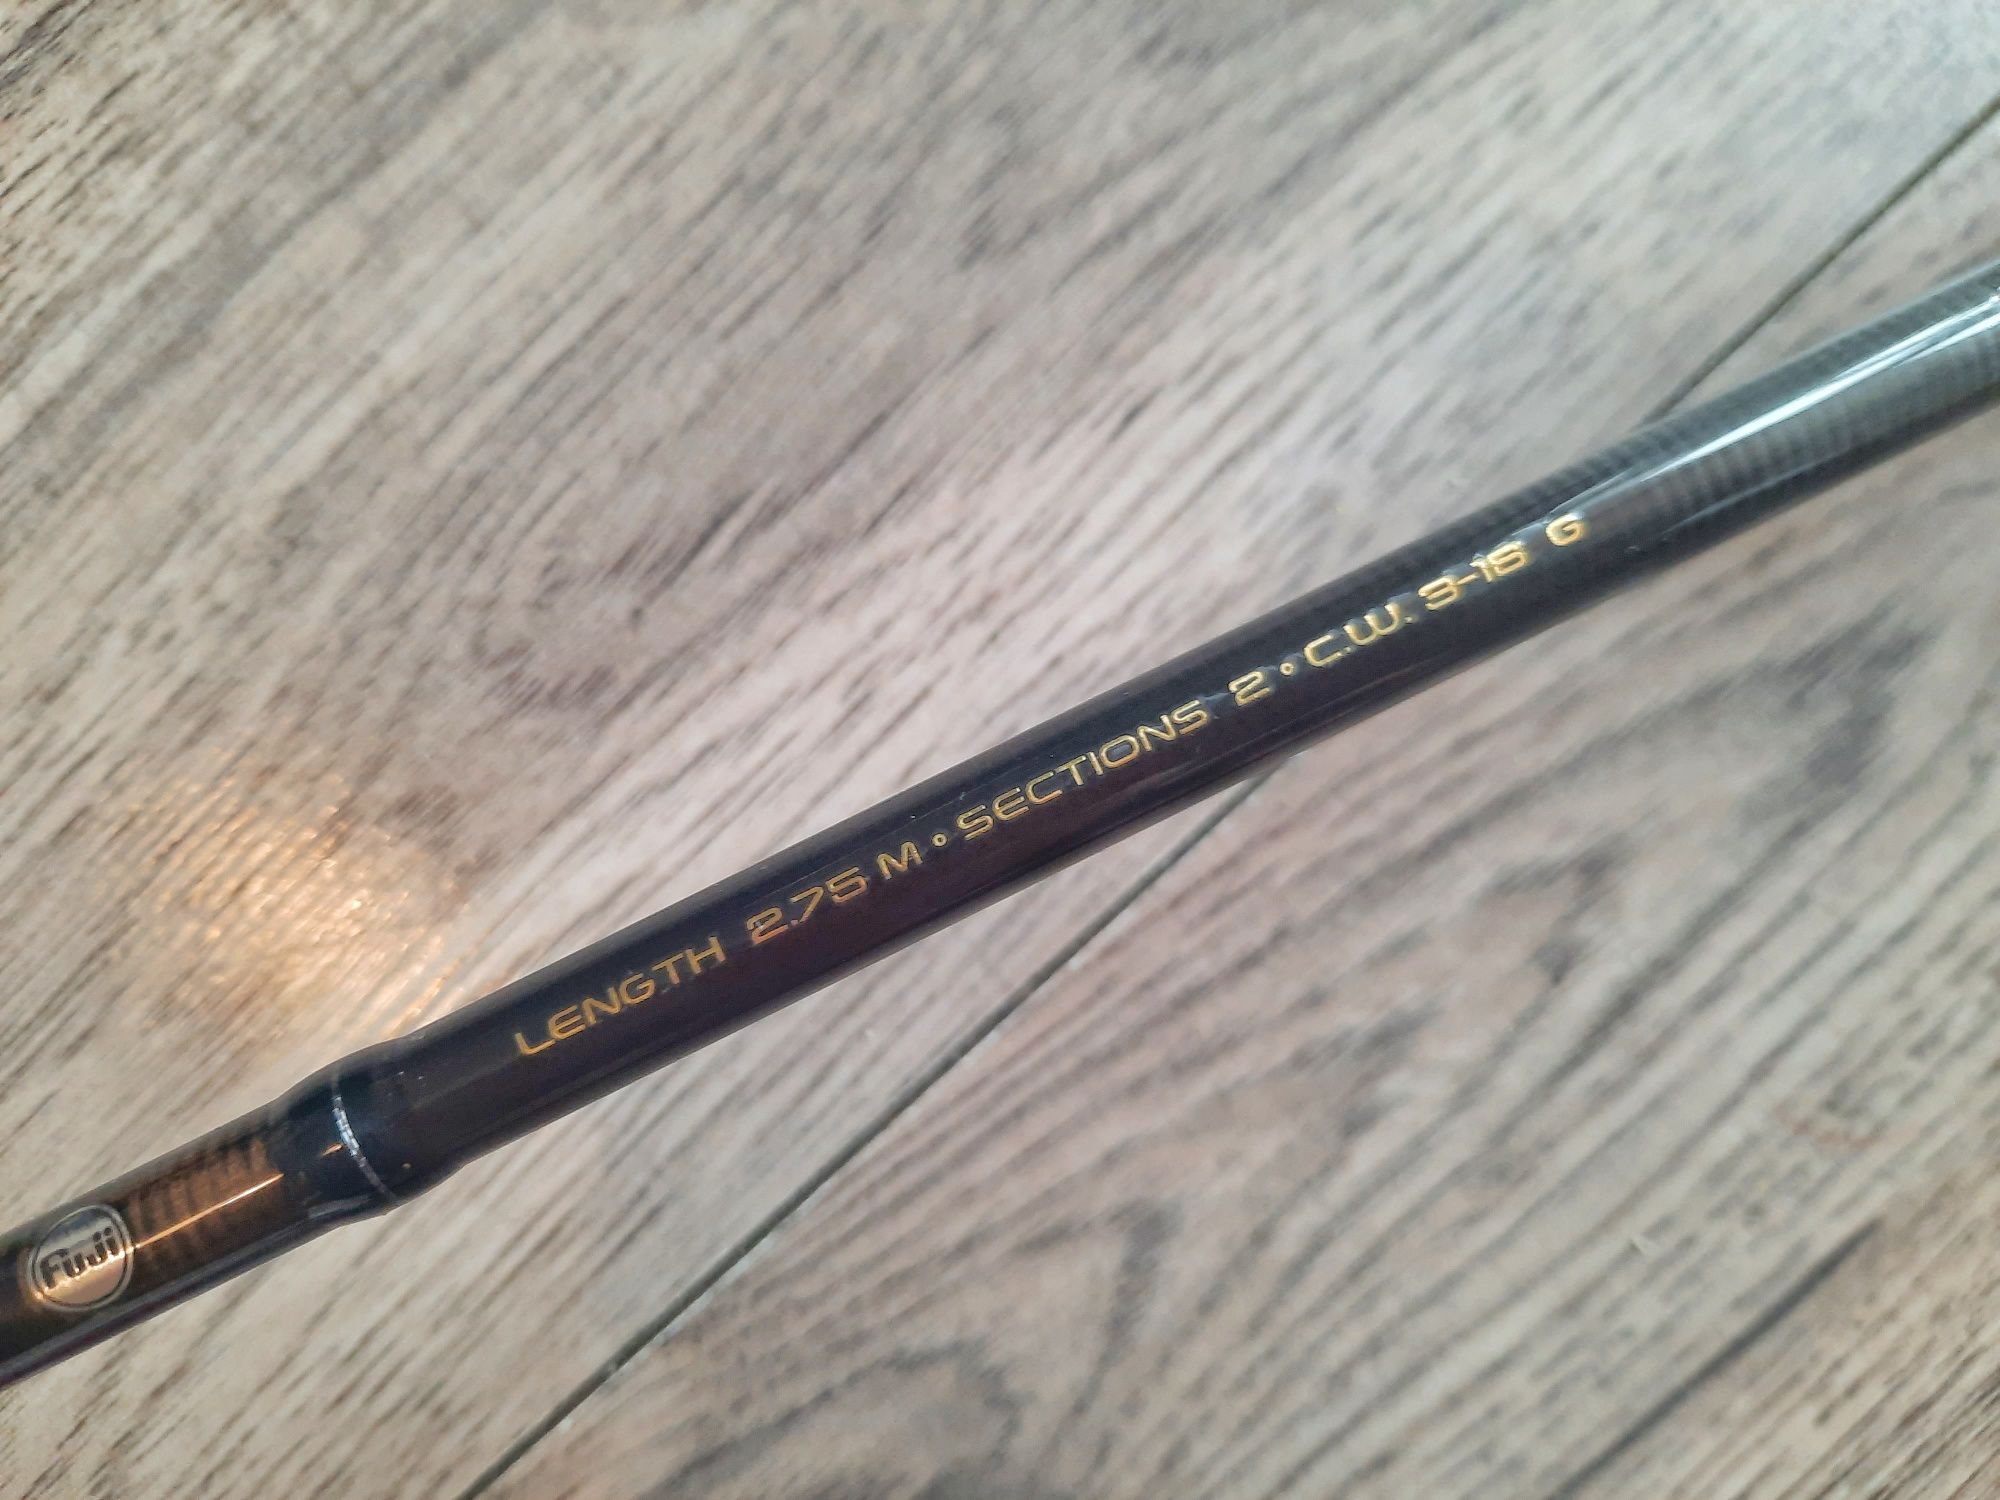 LENGTH 2.75 M • SECTIONS 2 • C.W. 3-18 G
Fuji